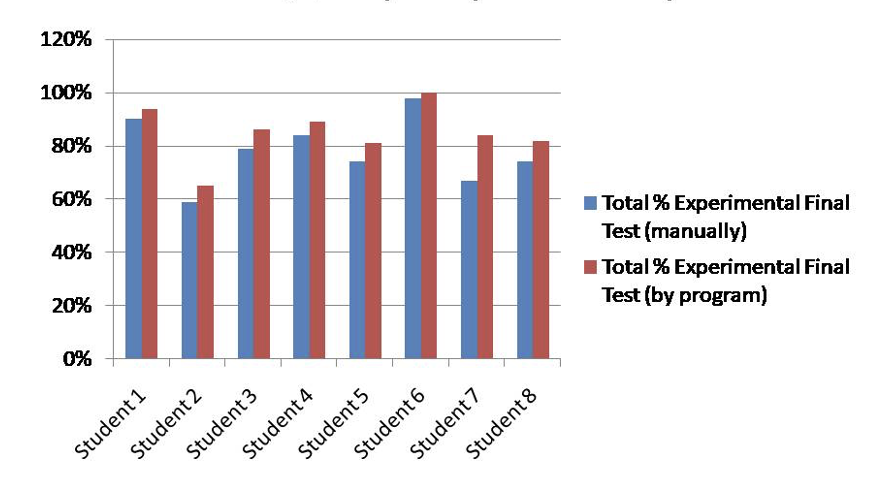 120%
100%
80%
60%
40%
20%
0%
Student 1
Student 2
Student 3
Student 4
Student 5
Student 6
Student 7
Student 8
Total % Experimental Final
Test (manually)
Total % Experimental Final
Test (by program)